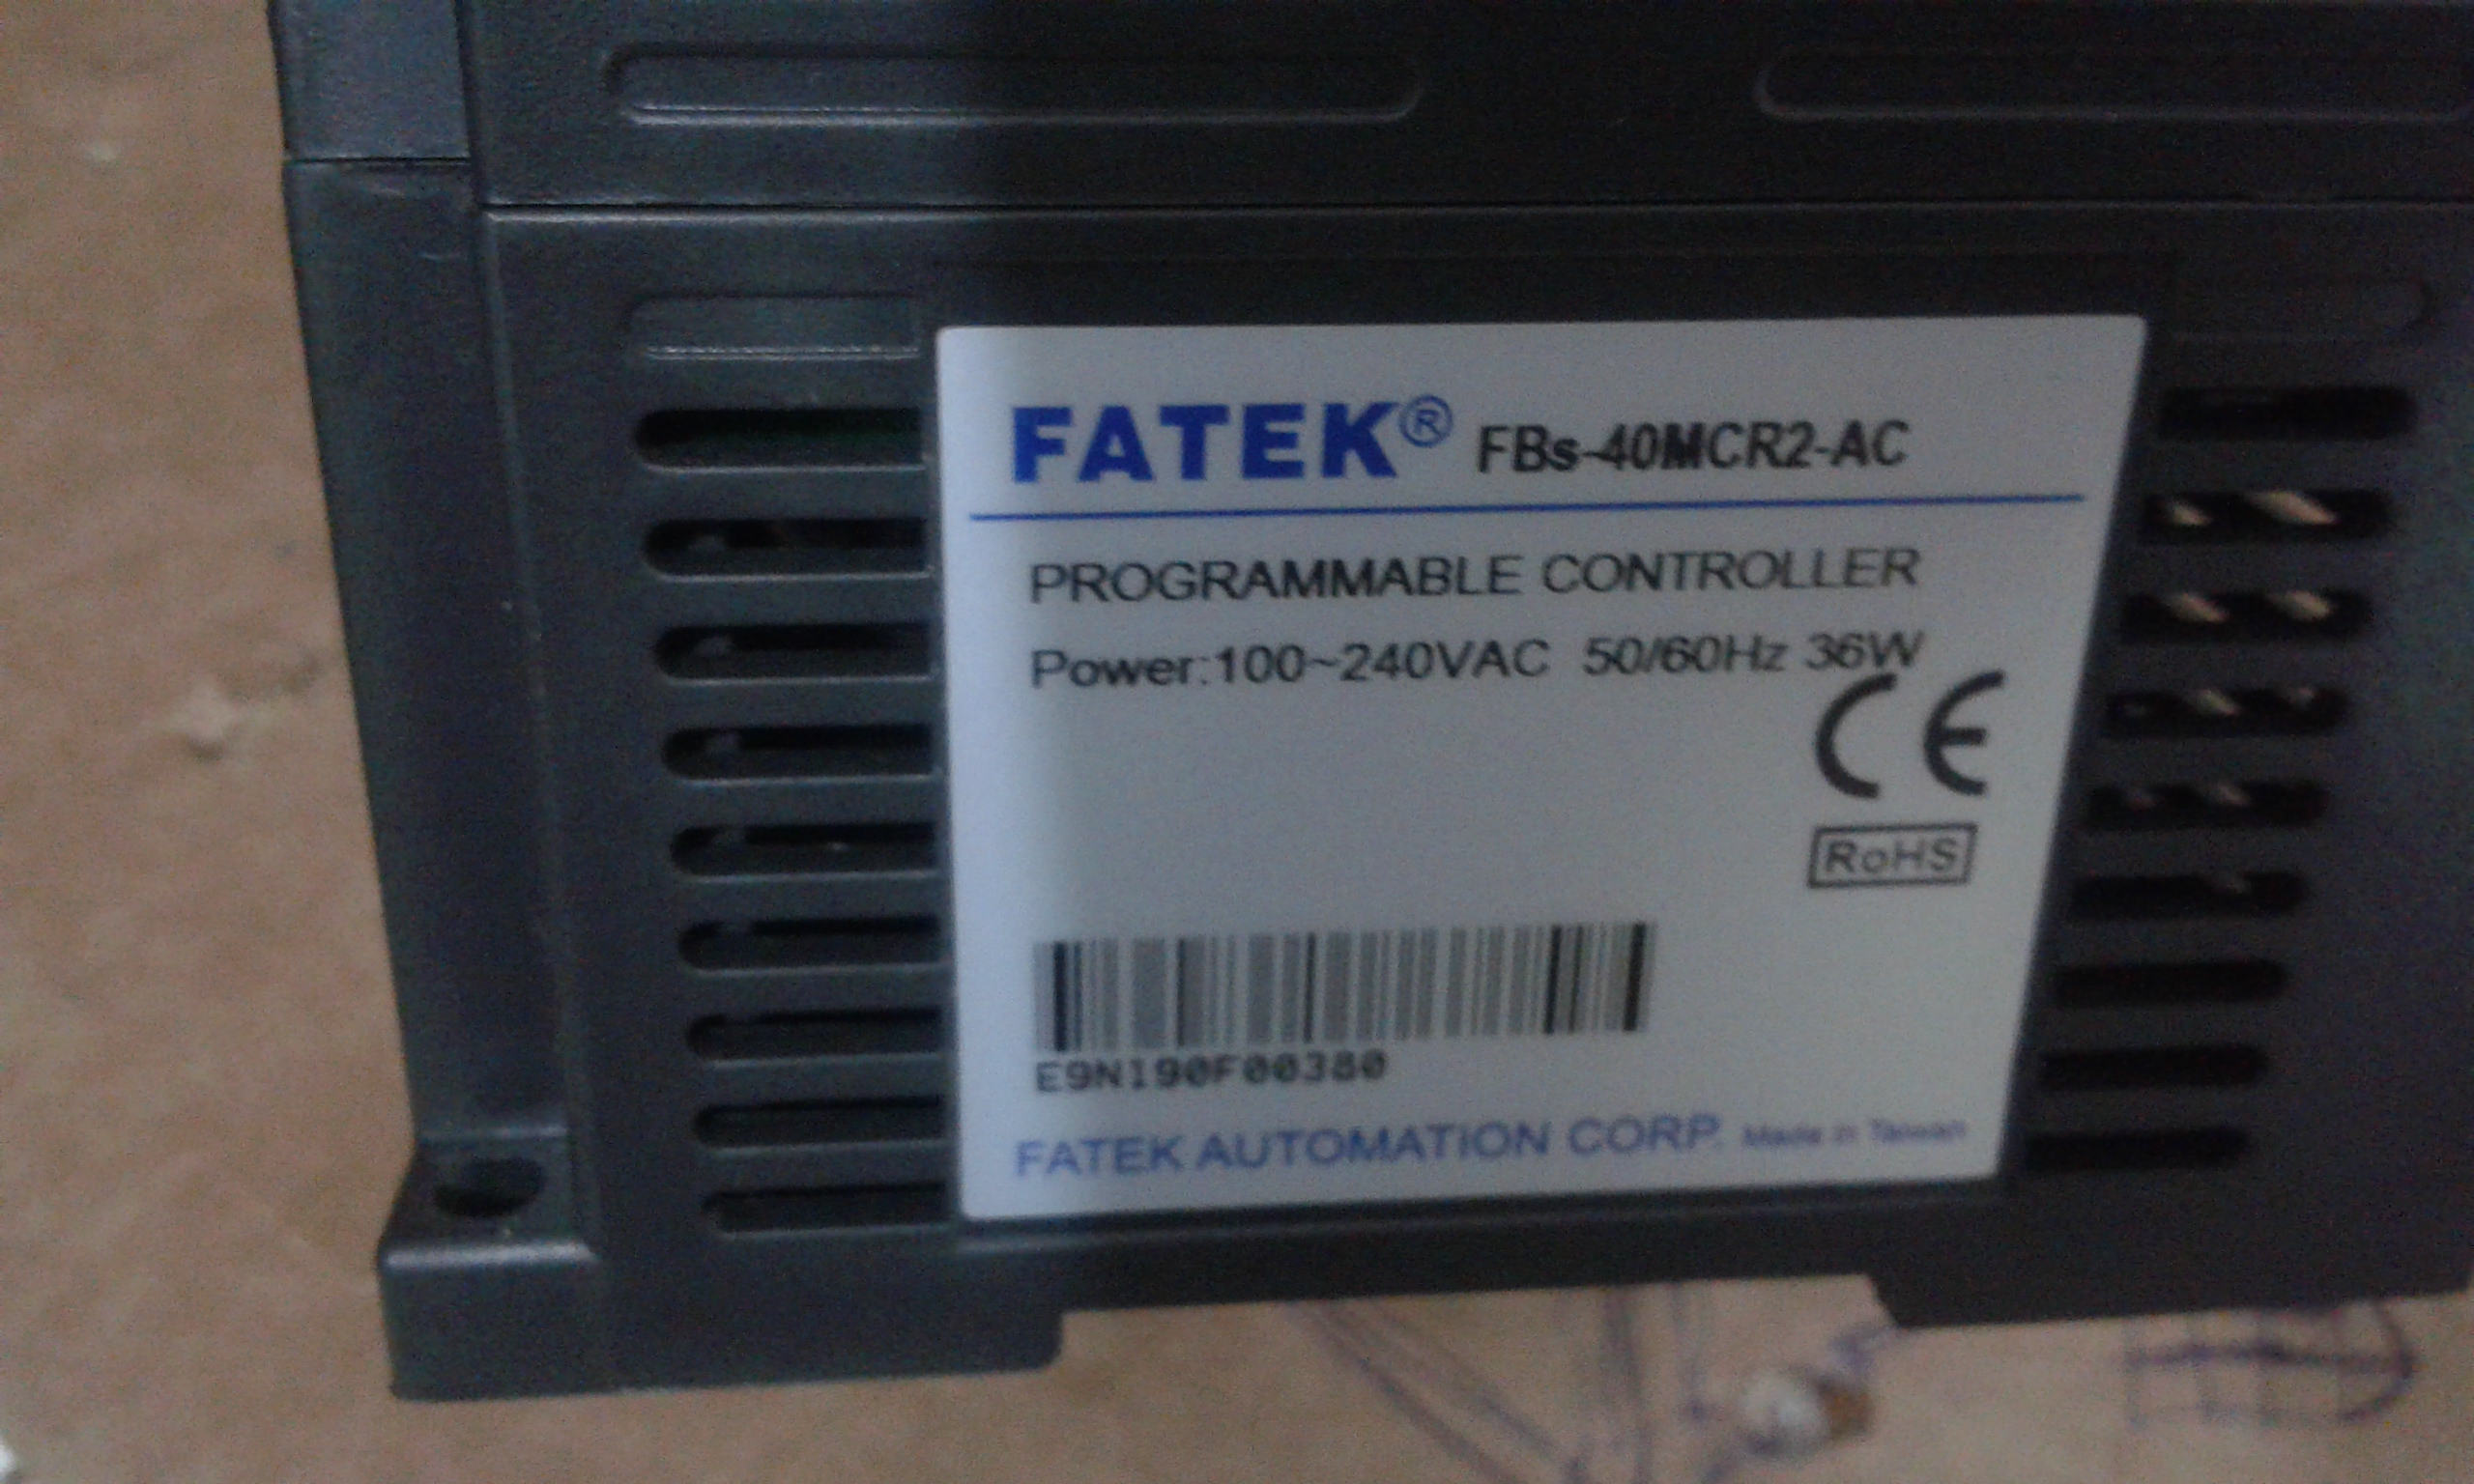 FATEK® FBs-40MCR2-AC
PROGRAMMABLE CONTROLLER
Power:100~240VAC 50/60Hz 36W
CE
RoHS
E9N190F00380
FATEK AUTOMATION CORP. Made in Taiwan